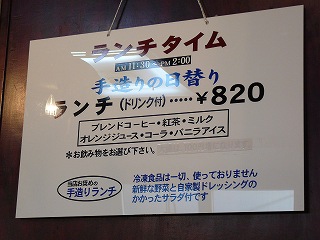 ランチタイム
AM 11:30 ～ PM 2:00
手造りの日替り
ランチ(ドリンク付)‥‥‥￥820
ブレンドコーヒー・紅茶・ミルク
オレンジジュース・コーラ・バニラアイス
＊お飲み物をお選び下さい。
当店お奨めの
手造りランチ
冷凍食品は一切、使っておりません
新鮮な野菜と自家製ドレッシングの
かかったサラダ付です